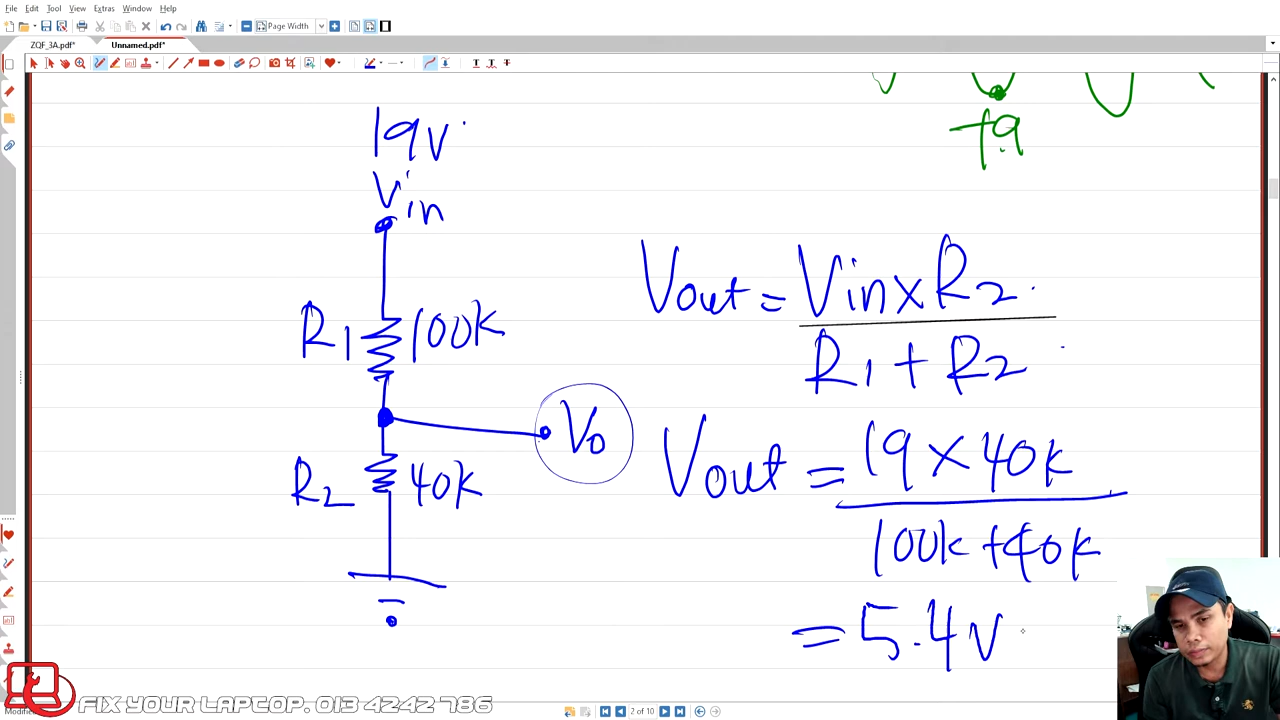 File Edit Tool View Extras Window Help
Page Width
ZQF_3A.pdf* Unnamed.pdf*
19V
Vin
+9
R1 100K
Vo
R2 40K
Vout = Vin x R2
R1 + R2
Vout = 19 x 40K
100K + 40K
= 5.4V
FIX YOUR LAPTOP. 013 4242 786
2 of 10